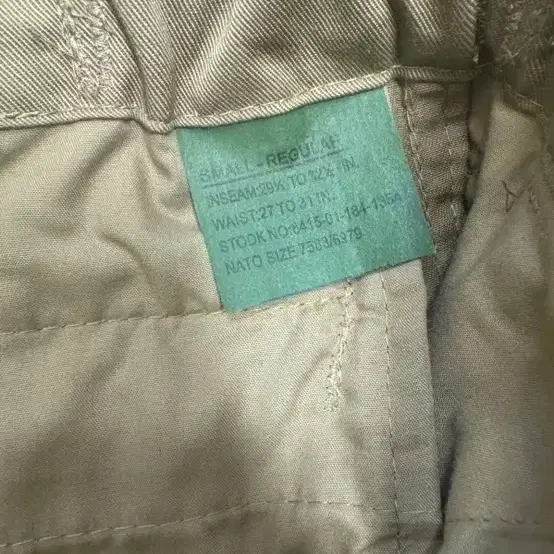 SMALL-REGULAR
INSEAM:29½ TO 32½ IN.
WAIST:27 TO 31 IN.
STOCK NO:8415-01-184-1354
NATO SIZE 7583/6979